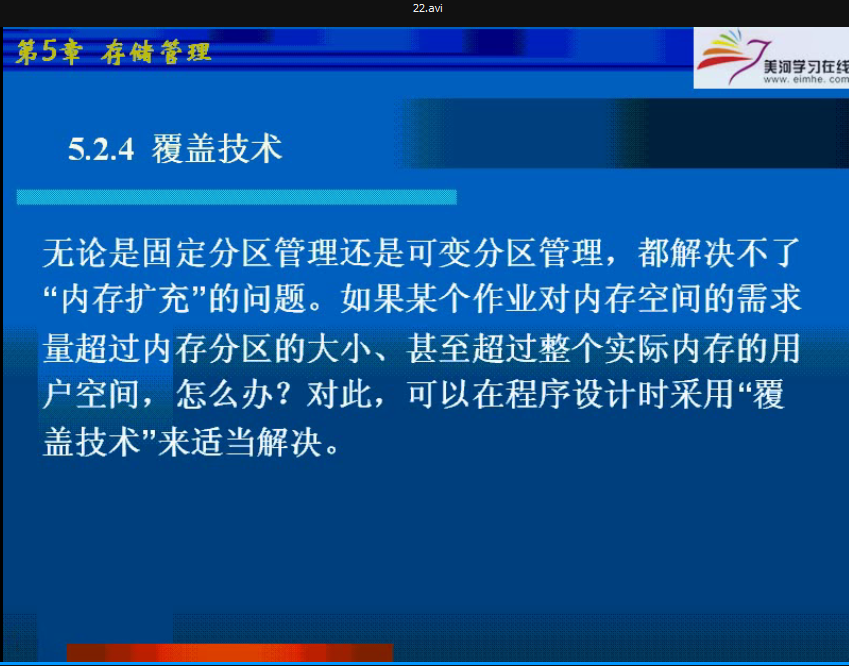 22.avi
第5章 存储管理
美河学习在线
www.eimhe.com
5.2.4 覆盖技术
无论是固定分区管理还是可变分区管理，都解决不了
“内存扩充”的问题。如果某个作业对内存空间的需求
量超过内存分区的大小、甚至超过整个实际内存的用
户空间，怎么办？对此，可以在程序设计时采用“覆
盖技术”来适当解决。